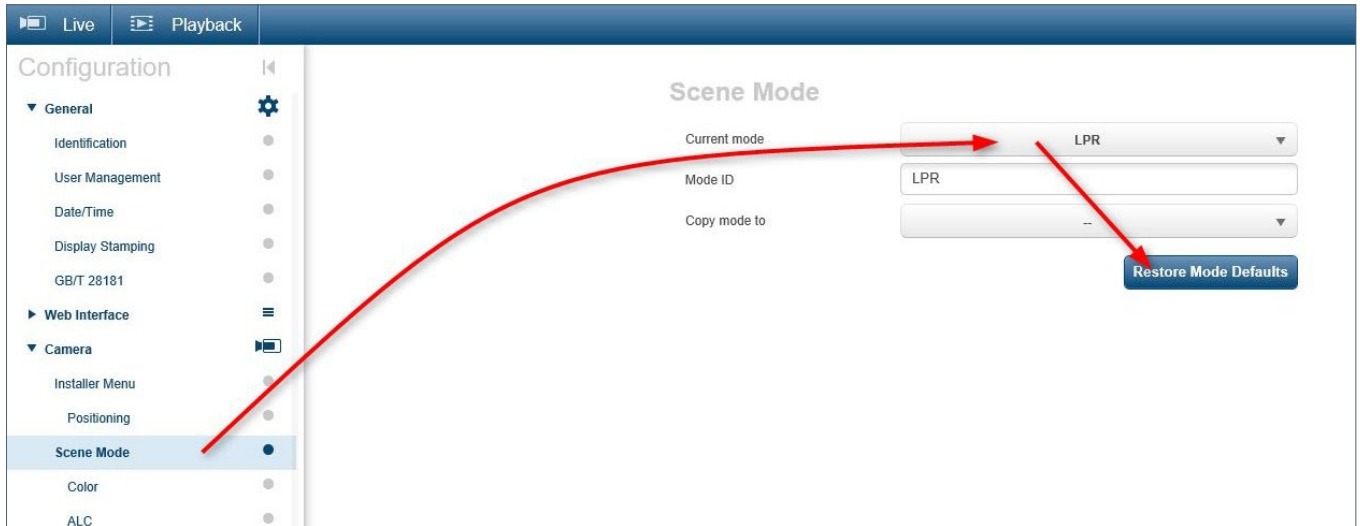 Live Playback
Configuration
General
Identification
User Management
Date/Time
Display Stamping
GB/T 28181
Web Interface
Camera
Installer Menu
Positioning
Scene Mode
Color
ALC
Scene Mode
Current mode LPR
Mode ID LPR
Copy mode to --
Restore Mode Defaults